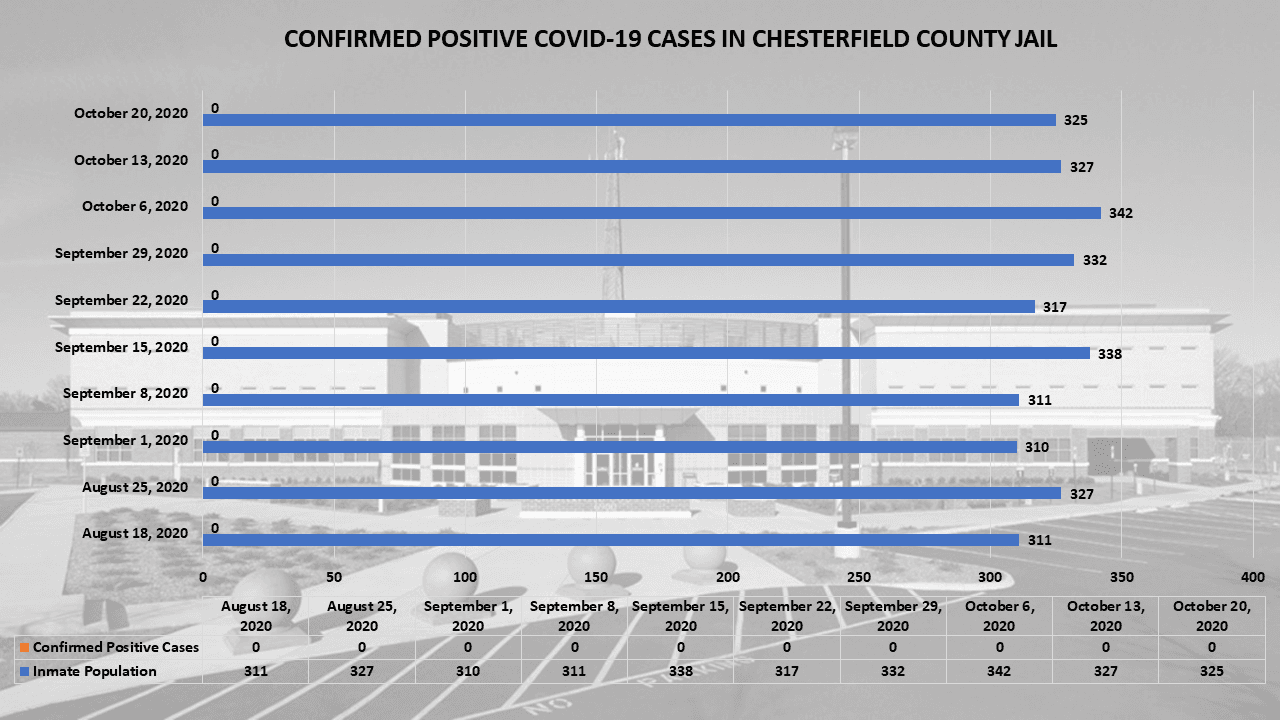 CONFIRMED POSITIVE COVID-19 CASES IN CHESTERFIELD COUNTY JAIL
October 20, 2020 0 325
October 13, 2020 0 327
October 6, 2020 0 342
September 29, 2020 0 332
September 22, 2020 0 317
September 15, 2020 0 338
September 8, 2020 0 311
September 1, 2020 0 310
August 25, 2020 0 327
August 18, 2020 0 311
0 50 100 150 200 250 300 350 400
August 18, August 25, September 1, September 8, September 15, September 22, September 29, October 6, October 13, October 20,
2020 2020 2020 2020 2020 2020 2020 2020 2020 2020
Confirmed Positive Cases 0 0 0 0 0 0 0 0 0 0
Inmate Population 311 327 310 311 338 317 332 342 327 325
NO PARKING